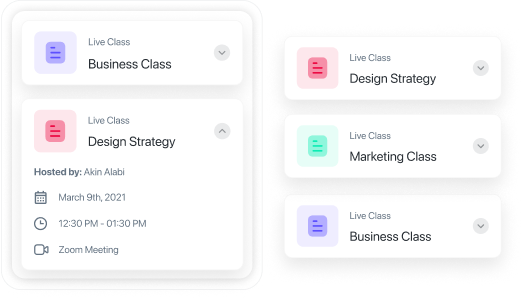 Live Class
Business Class
Live Class
Design Strategy
Hosted by: Akin Alabi
March 9th, 2021
12:30 PM - 01:30 PM
Zoom Meeting
Live Class
Design Strategy
Live Class
Marketing Class
Live Class
Business Class